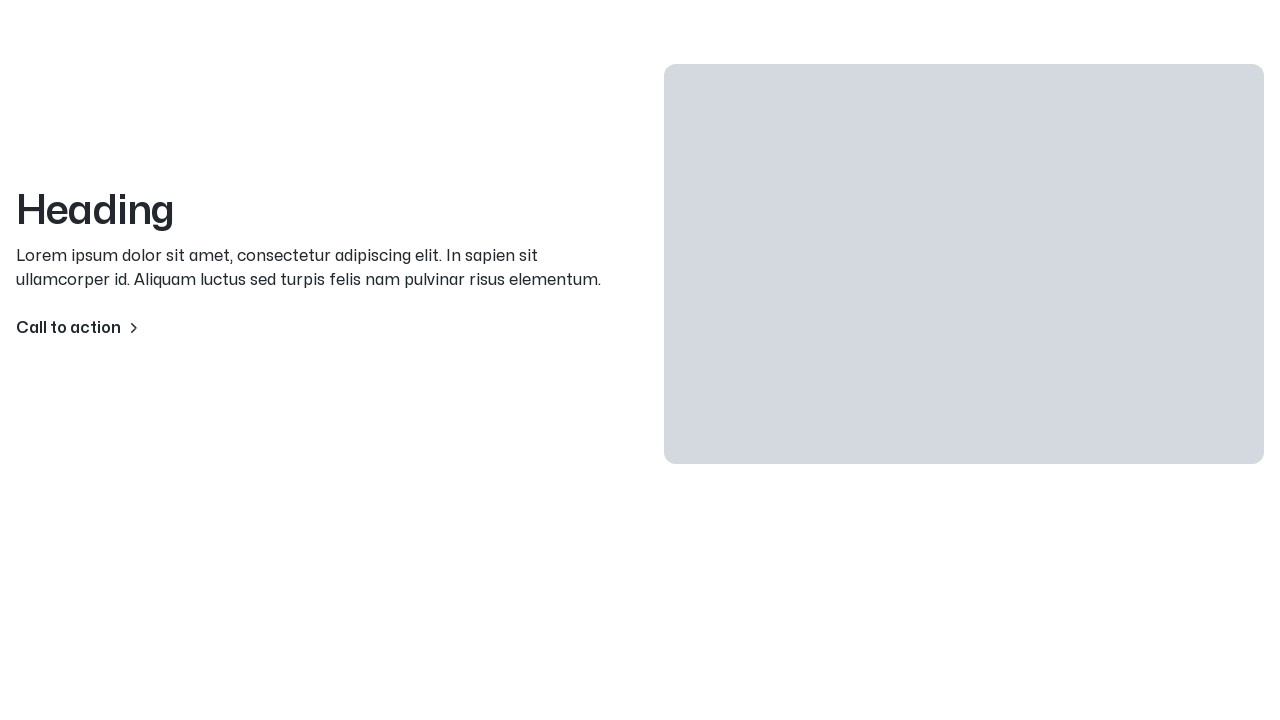 Heading
Lorem ipsum dolor sit amet, consectetur adipiscing elit. In sapien sit
ullamcorper id. Aliquam luctus sed turpis felis nam pulvinar risus elementum.
Call to action